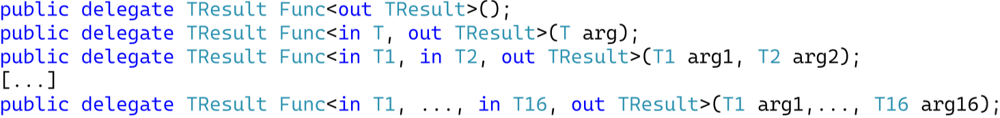 public delegate TResult Func<out TResult>();
public delegate TResult Func<in T, out TResult>(T arg);
public delegate TResult Func<in T1, in T2, out TResult>(T1 arg1, T2 arg2);
[...]
public delegate TResult Func<in T1, ..., in T16, out TResult>(T1 arg1,..., T16 arg16);